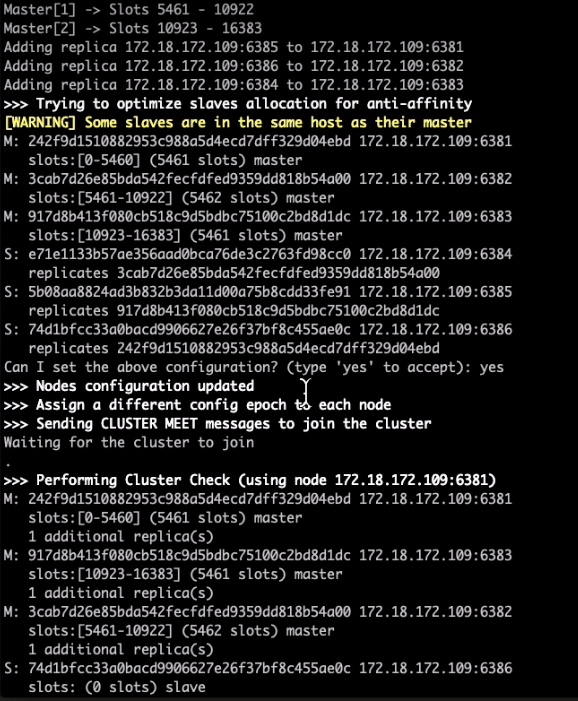 Master[1] -> Slots 5461 - 10922
Master[2] -> Slots 10923 - 16383
Adding replica 172.18.172.109:6385 to 172.18.172.109:6381
Adding replica 172.18.172.109:6386 to 172.18.172.109:6382
Adding replica 172.18.172.109:6384 to 172.18.172.109:6383
>>> Trying to optimize slaves allocation for anti-affinity
[WARNING] Some slaves are in the same host as their master
M: 242f9d1510882953c988a5d4ecd7dff329d04ebd 172.18.172.109:6381
   slots:[0-5460] (5461 slots) master
M: 3cab7d26e85bda542fecfdfed9359dd818b54a00 172.18.172.109:6382
   slots:[5461-10922] (5462 slots) master
M: 917d8b413f080cb518c9d5bdbc75100c2bd8d1dc 172.18.172.109:6383
   slots:[10923-16383] (5461 slots) master
S: e71e1133b57ae356aad0bca76de3c2763fd98cc0 172.18.172.109:6384
   replicates 3cab7d26e85bda542fecfdfed9359dd818b54a00
S: 5b08aa8824ad3b832b3da11d00a75b8cdd33fe91 172.18.172.109:6385
   replicates 917d8b413f080cb518c9d5bdbc75100c2bd8d1dc
S: 74d1bfcc33a0bacd9906627e26f37bf8c455ae0c 172.18.172.109:6386
   replicates 242f9d1510882953c988a5d4ecd7dff329d04ebd
Can I set the above configuration? (type 'yes' to accept): yes
>>> Nodes configuration updated
>>> Assign a different config epoch to each node
>>> Sending CLUSTER MEET messages to join the cluster
Waiting for the cluster to join
.
>>> Performing Cluster Check (using node 172.18.172.109:6381)
M: 242f9d1510882953c988a5d4ecd7dff329d04ebd 172.18.172.109:6381
   slots:[0-5460] (5461 slots) master
   1 additional replica(s)
M: 917d8b413f080cb518c9d5bdbc75100c2bd8d1dc 172.18.172.109:6383
   slots:[10923-16383] (5461 slots) master
   1 additional replica(s)
M: 3cab7d26e85bda542fecfdfed9359dd818b54a00 172.18.172.109:6382
   slots:[5461-10922] (5462 slots) master
   1 additional replica(s)
S: 74d1bfcc33a0bacd9906627e26f37bf8c455ae0c 172.18.172.109:6386
   slots: (0 slots) slave